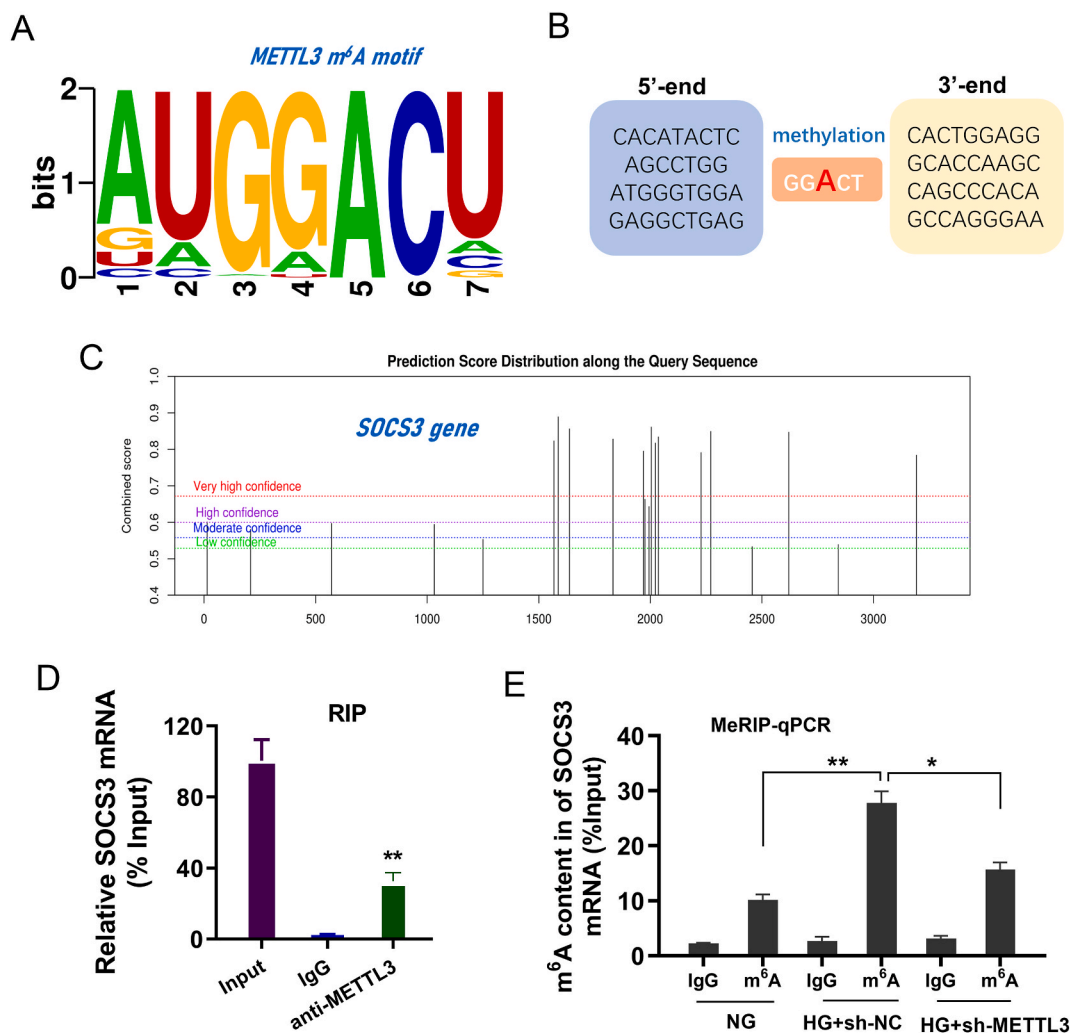 A
METTL3 m⁶A motif
bits
2
1
0
AUGGACU
G A A A
U C U C
C G
1 2 3 4 5 6 7
B
5’-end
3’-end
CACATACTC
AGCCTGG
ATGGGTGGA
GAGGCTGAG
methylation
GGACT
CACTGGAGG
GCACCAAGC
CAGCCCACA
GCCAGGGAA
C
Prediction Score Distribution along the Query Sequence
SOCS3 gene
Combined score
1.0
0.9
0.8
0.7
0.6
0.5
0.4
Very high confidence
High confidence
Moderate confidence
Low confidence
0 500 1000 1500 2000 2500 3000
D
RIP
Relative SOCS3 mRNA
(% Input)
120
80
40
0
**
Input IgG anti-METTL3
E
MeRIP-qPCR
m⁶A content in of SOCS3
mRNA (%Input)
40
30
20
10
0
** *
IgG m⁶A IgG m⁶A IgG m⁶A
NG HG+sh-NC HG+sh-METTL3